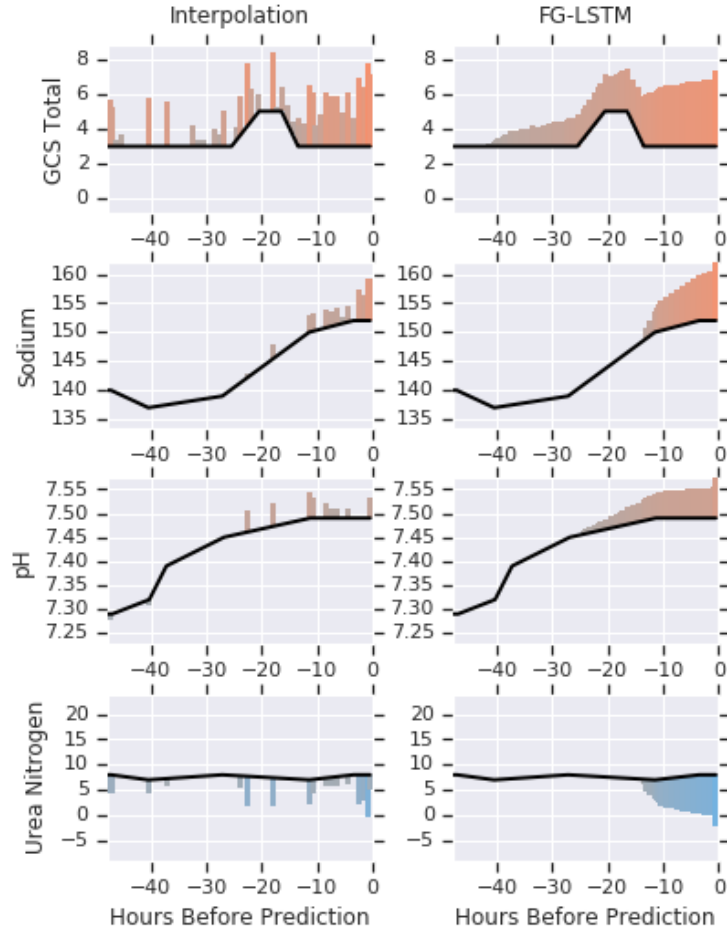 Interpolation FG-LSTM
GCS Total
8 8
6 6
4 4
2 2
0 0
−40 −30 −20 −10 0 −40 −30 −20 −10 0
Sodium
160 160
155 155
150 150
145 145
140 140
135 135
−40 −30 −20 −10 0 −40 −30 −20 −10 0
pH
7.55 7.55
7.50 7.50
7.45 7.45
7.40 7.40
7.35 7.35
7.30 7.30
7.25 7.25
−40 −30 −20 −10 0 −40 −30 −20 −10 0
Urea Nitrogen
20 20
15 15
10 10
5 5
0 0
−5 −5
−40 −30 −20 −10 0 −40 −30 −20 −10 0
Hours Before Prediction Hours Before Prediction